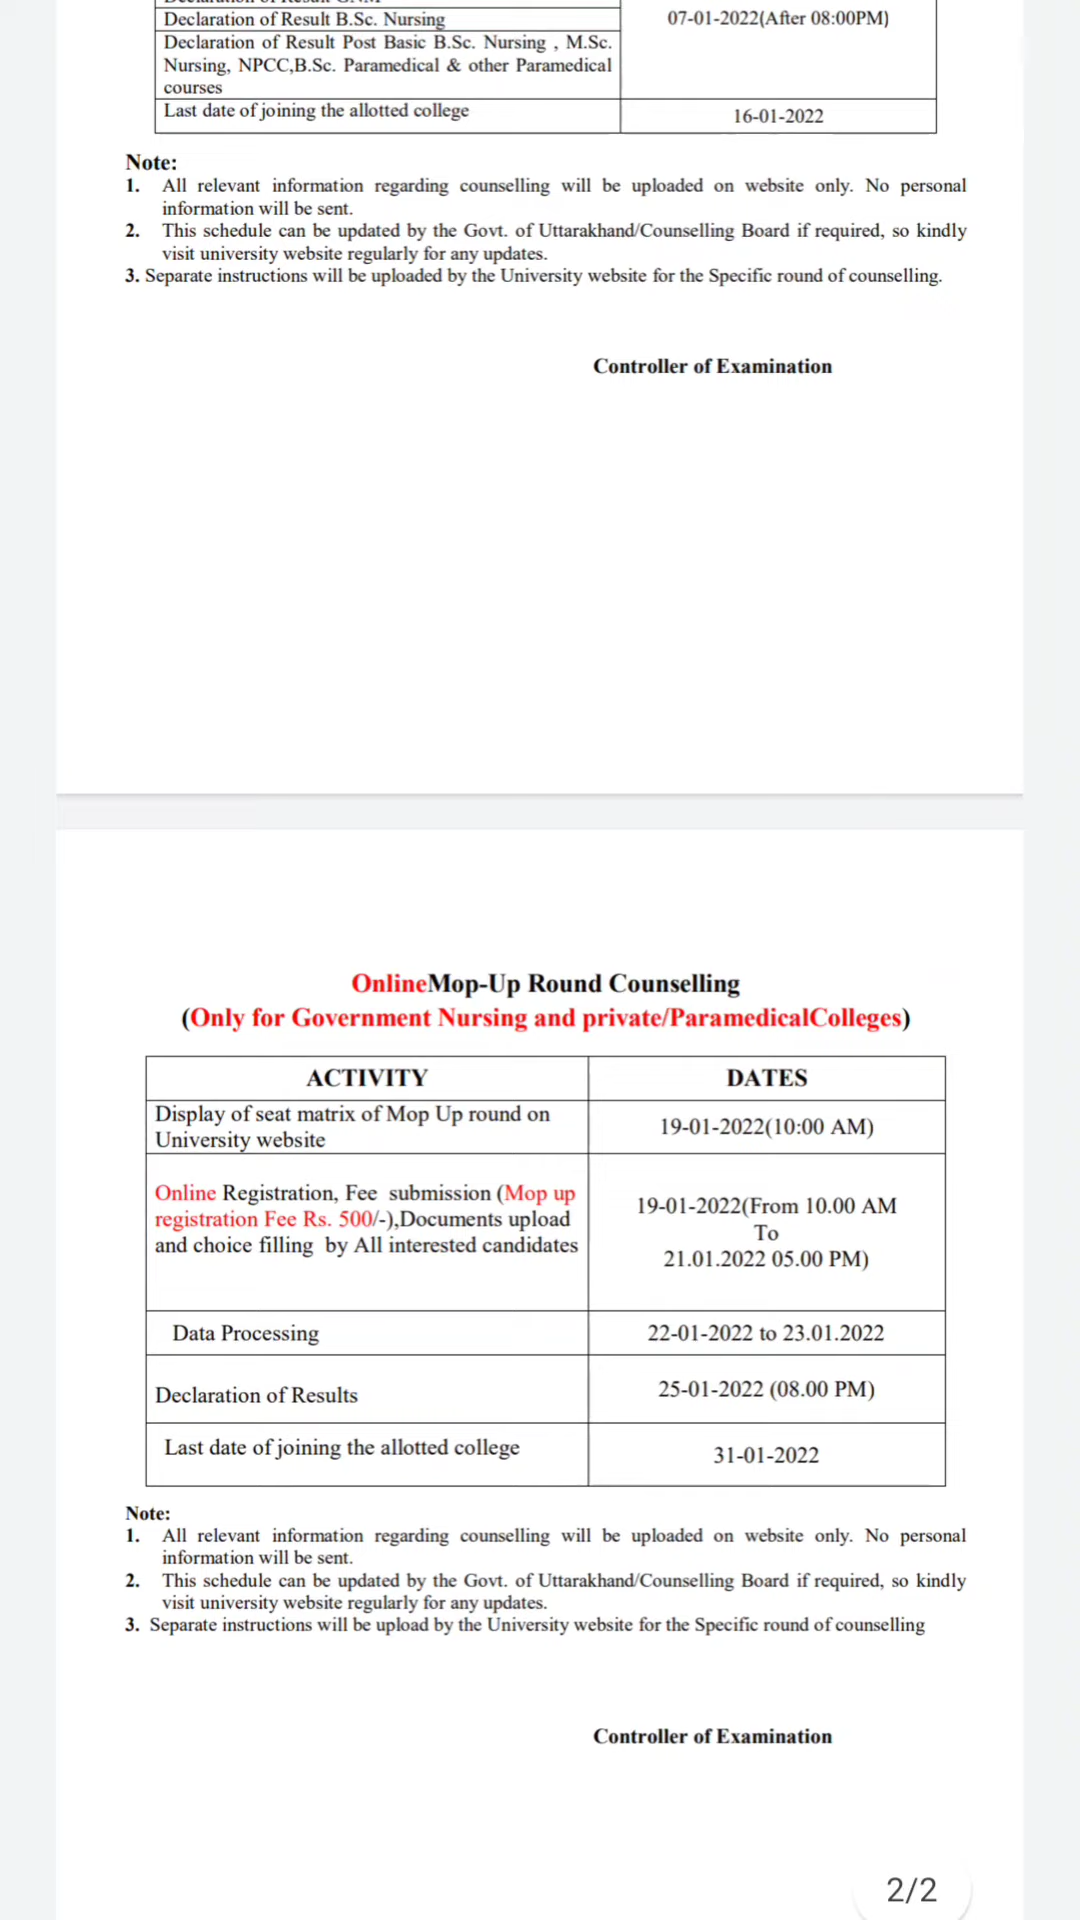 Declaration of Result B.Sc. Nursing
07-01-2022(After 08:00PM)
Declaration of Result Post Basic B.Sc. Nursing , M.Sc.
Nursing, NPCC,B.Sc. Paramedical & other Paramedical
courses
Last date of joining the allotted college
16-01-2022
Note:
1. All relevant information regarding counselling will be uploaded on website only. No personal
information will be sent.
2. This schedule can be updated by the Govt. of Uttarakhand/Counselling Board if required, so kindly
visit university website regularly for any updates.
3. Separate instructions will be uploaded by the University website for the Specific round of counselling.
Controller of Examination
OnlineMop-Up Round Counselling
(Only for Government Nursing and private/ParamedicalColleges)
ACTIVITY
DATES
Display of seat matrix of Mop Up round on
University website
19-01-2022(10:00 AM)
Online Registration, Fee submission (Mop up
registration Fee Rs. 500/-),Documents upload
and choice filling by All interested candidates
19-01-2022(From 10.00 AM
To
21.01.2022 05.00 PM)
Data Processing
22-01-2022 to 23.01.2022
Declaration of Results
25-01-2022 (08.00 PM)
Last date of joining the allotted college
31-01-2022
Note:
1. All relevant information regarding counselling will be uploaded on website only. No personal
information will be sent.
2. This schedule can be updated by the Govt. of Uttarakhand/Counselling Board if required, so kindly
visit university website regularly for any updates.
3. Separate instructions will be upload by the University website for the Specific round of counselling
Controller of Examination
2/2